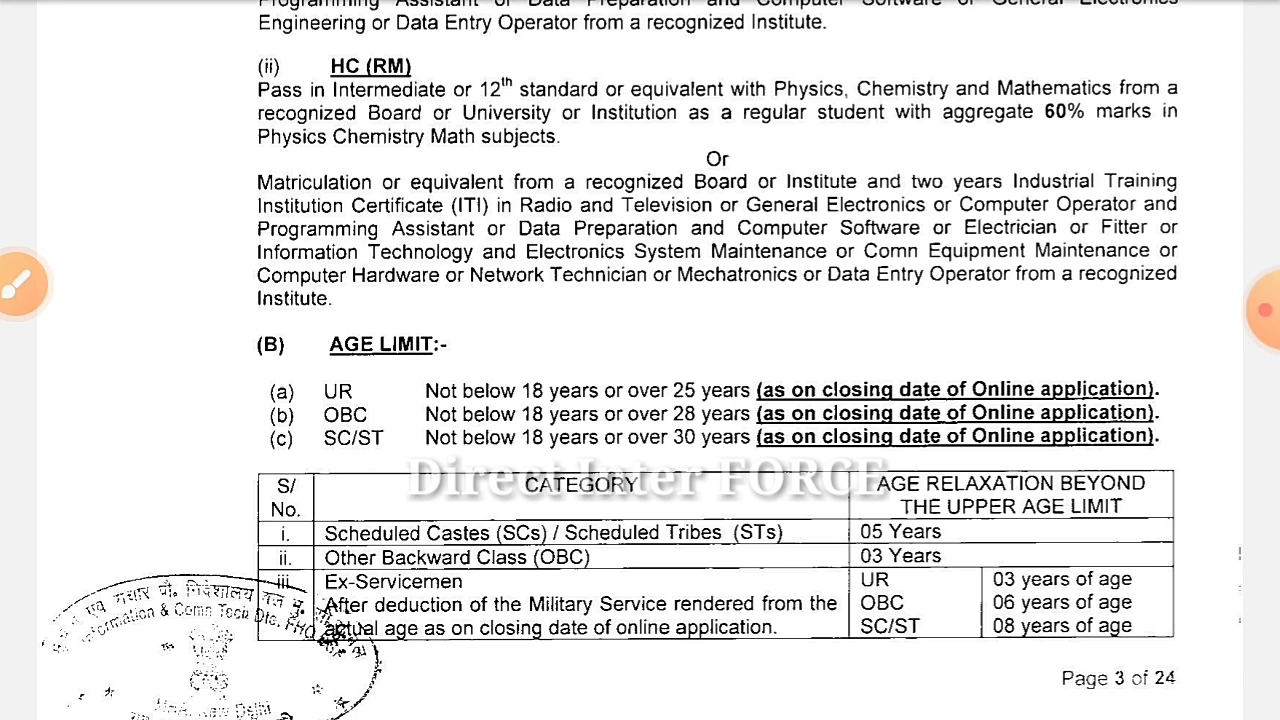 Programming Assistant or Data Preparation and Computer Software or General Electronics
Engineering or Data Entry Operator from a recognized Institute.
(ii) HC (RM)
Pass in Intermediate or 12th standard or equivalent with Physics, Chemistry and Mathematics from a
recognized Board or University or Institution as a regular student with aggregate 60% marks in
Physics Chemistry Math subjects.
Or
Matriculation or equivalent from a recognized Board or Institute and two years Industrial Training
Institution Certificate (ITI) in Radio and Television or General Electronics or Computer Operator and
Programming Assistant or Data Preparation and Computer Software or Electrician or Fitter or
Information Technology and Electronics System Maintenance or Comn Equipment Maintenance or
Computer Hardware or Network Technician or Mechatronics or Data Entry Operator from a recognized
Institute.
(B) AGE LIMIT:-
(a) UR Not below 18 years or over 25 years (as on closing date of Online application).
(b) OBC Not below 18 years or over 28 years (as on closing date of Online application).
(c) SC/ST Not below 18 years or over 30 years (as on closing date of Online application).
Direct Inter FORCE
S/ No. CATEGORY AGE RELAXATION BEYOND THE UPPER AGE LIMIT
i. Scheduled Castes (SCs) / Scheduled Tribes (STs) 05 Years
ii. Other Backward Class (OBC) 03 Years
iii. Ex-Servicemen UR 03 years of age
After deduction of the Military Service rendered from the OBC 06 years of age
actual age as on closing date of online application. SC/ST 08 years of age
एवं संचार प्रौ. निदेशालय
Information & Comn Tech Dte. FHQ
New Delhi
Page 3 of 24